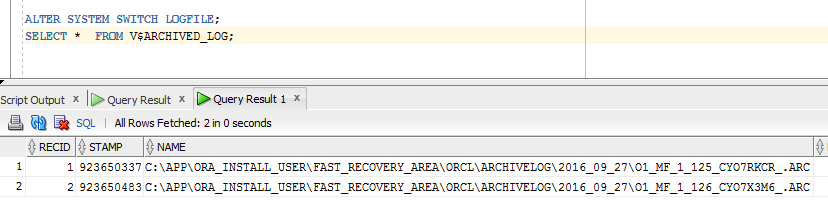 ALTER SYSTEM SWITCH LOGFILE;
SELECT * FROM V$ARCHIVED_LOG;
Script Output x Query Result x Query Result 1 x
SQL | All Rows Fetched: 2 in 0 seconds
RECID STAMP NAME
1 1 923650337 C:\APP\ORA_INSTALL_USER\FAST_RECOVERY_AREA\ORCL\ARCHIVELOG\2016_09_27\O1_MF_1_125_CYO7RKCR_.ARC
2 2 923650483 C:\APP\ORA_INSTALL_USER\FAST_RECOVERY_AREA\ORCL\ARCHIVELOG\2016_09_27\O1_MF_1_126_CYO7X3M6_.ARC